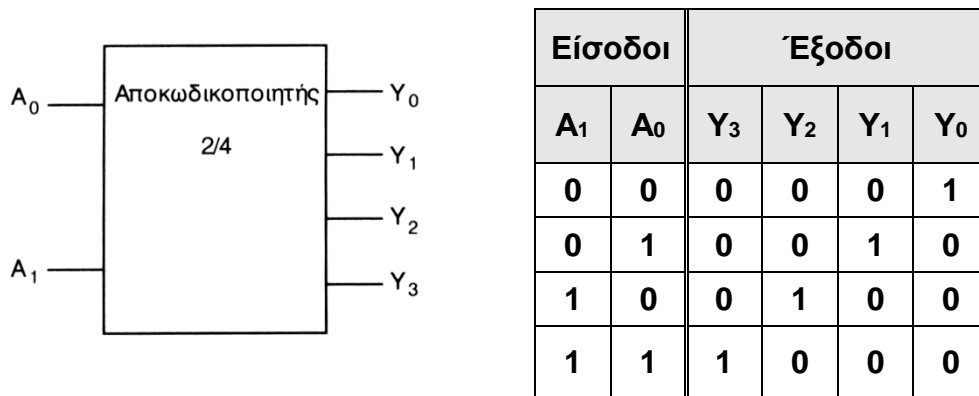 Αποκωδικοποιητής
2/4
A0
A1
Y0
Y1
Y2
Y3
Είσοδοι Έξοδοι
A1 A0 Y3 Y2 Y1 Y0
0 0 0 0 0 1
0 1 0 0 1 0
1 0 0 1 0 0
1 1 1 0 0 0